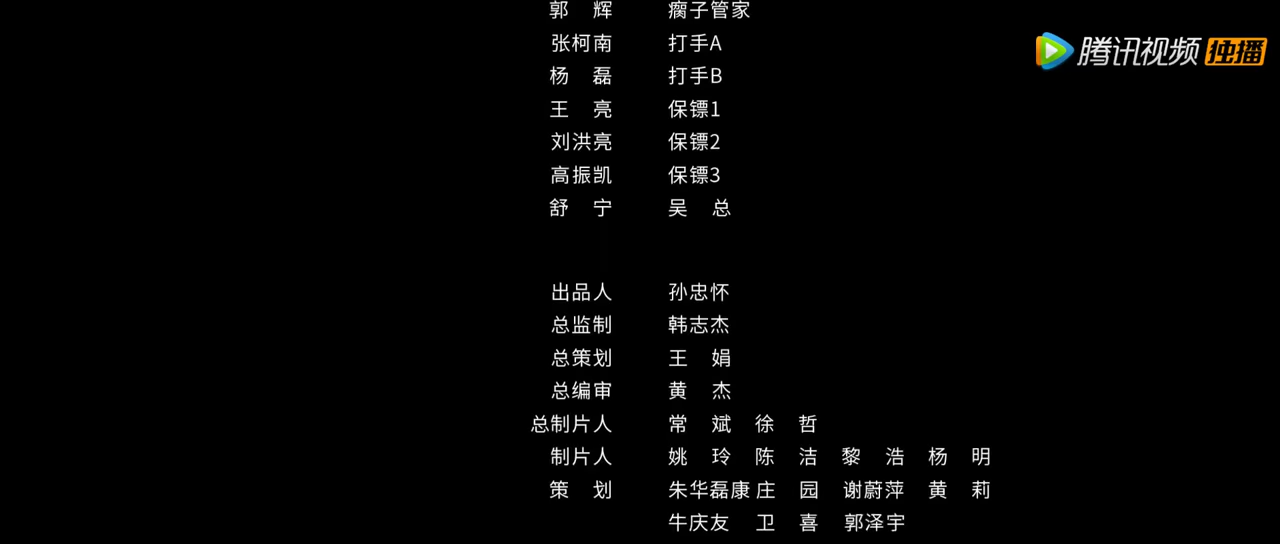 郭 辉 瘸子管家
张柯南 打手A
腾讯视频 独播
杨 磊 打手B
王 亮 保镖1
刘洪亮 保镖2
高振凯 保镖3
舒 宁 吴 总
出品人 孙忠怀
总监制 韩志杰
总策划 王 娟
总编审 黄 杰
总制片人 常 斌 徐 哲
制片人 姚 玲 陈 洁 黎 浩 杨 明
策 划 朱华磊康 庄 园 谢蔚萍 黄 莉
牛庆友 卫 喜 郭泽宇